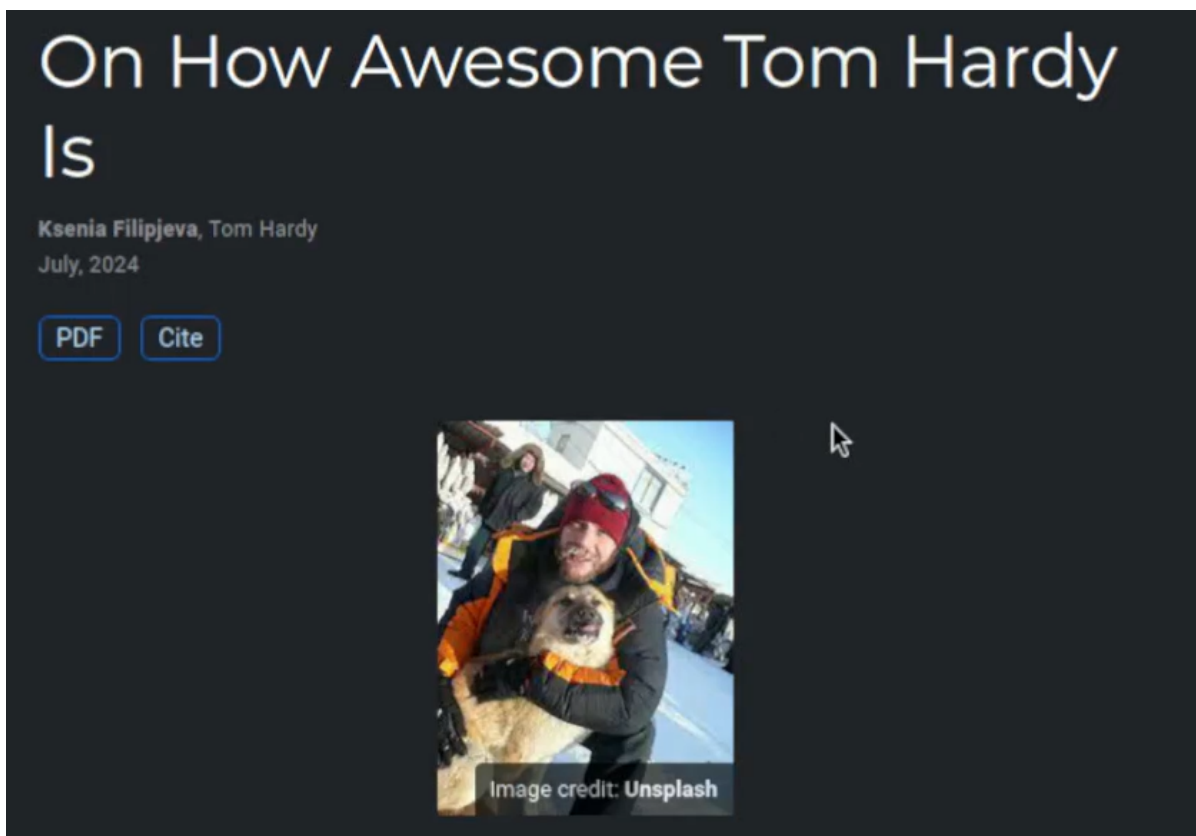 On How Awesome Tom Hardy
Is
Ksenia Filipjeva, Tom Hardy
July, 2024
PDF Cite
Image credit: Unsplash